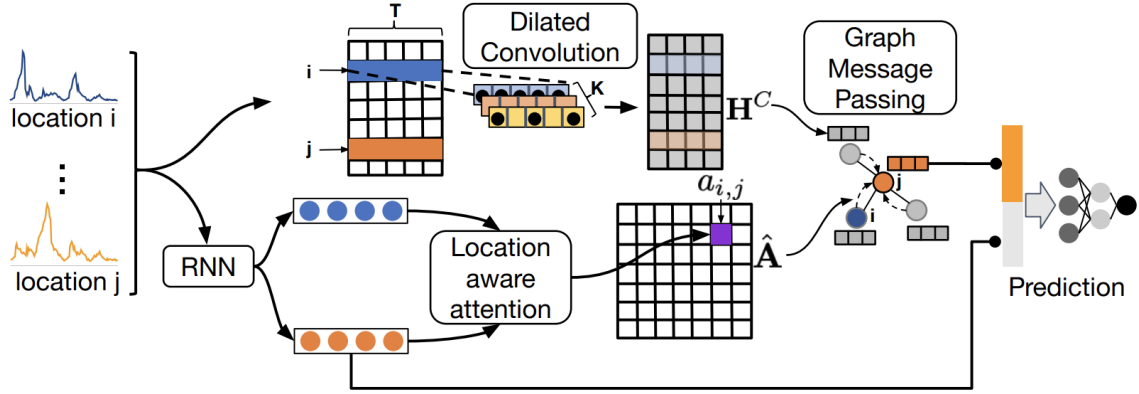 location i
location j
RNN
T
i
j
Dilated
Convolution
K
H^C
Location
aware
attention
a_{i,j}
Â
Graph
Message
Passing
j
i
Prediction